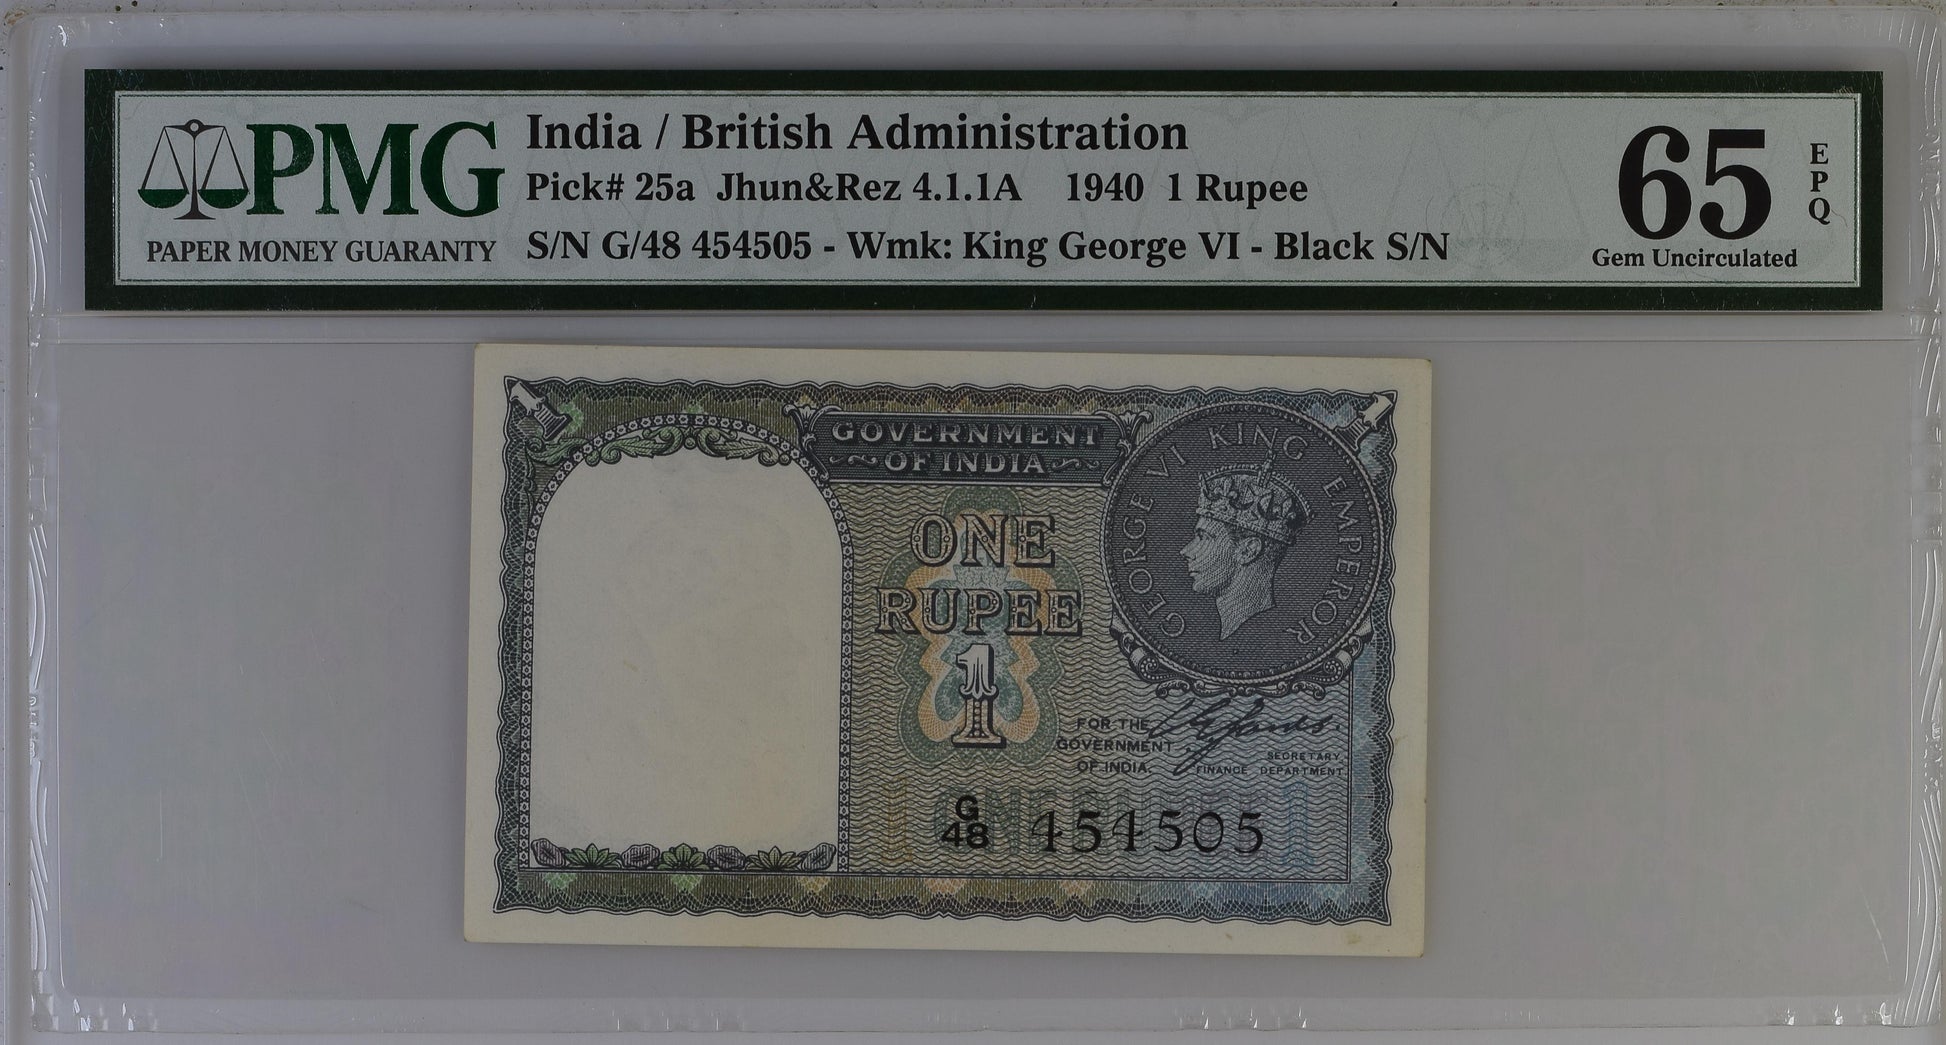 PMG
PAPER MONEY GUARANTY
India / British Administration
Pick# 25a Jhun&Rez 4.1.1A 1940 1 Rupee
S/N G/48 454505 - Wmk: King George VI - Black S/N
65
EPQ
Gem Uncirculated
1
1
GOVERNMENT
OF INDIA
GEORGE VI KING EMPEROR
ONE
RUPEE
1
FOR THE
GOVERNMENT
OF INDIA.
SECRETARY,
FINANCE DEPARTMENT
G/48 454505